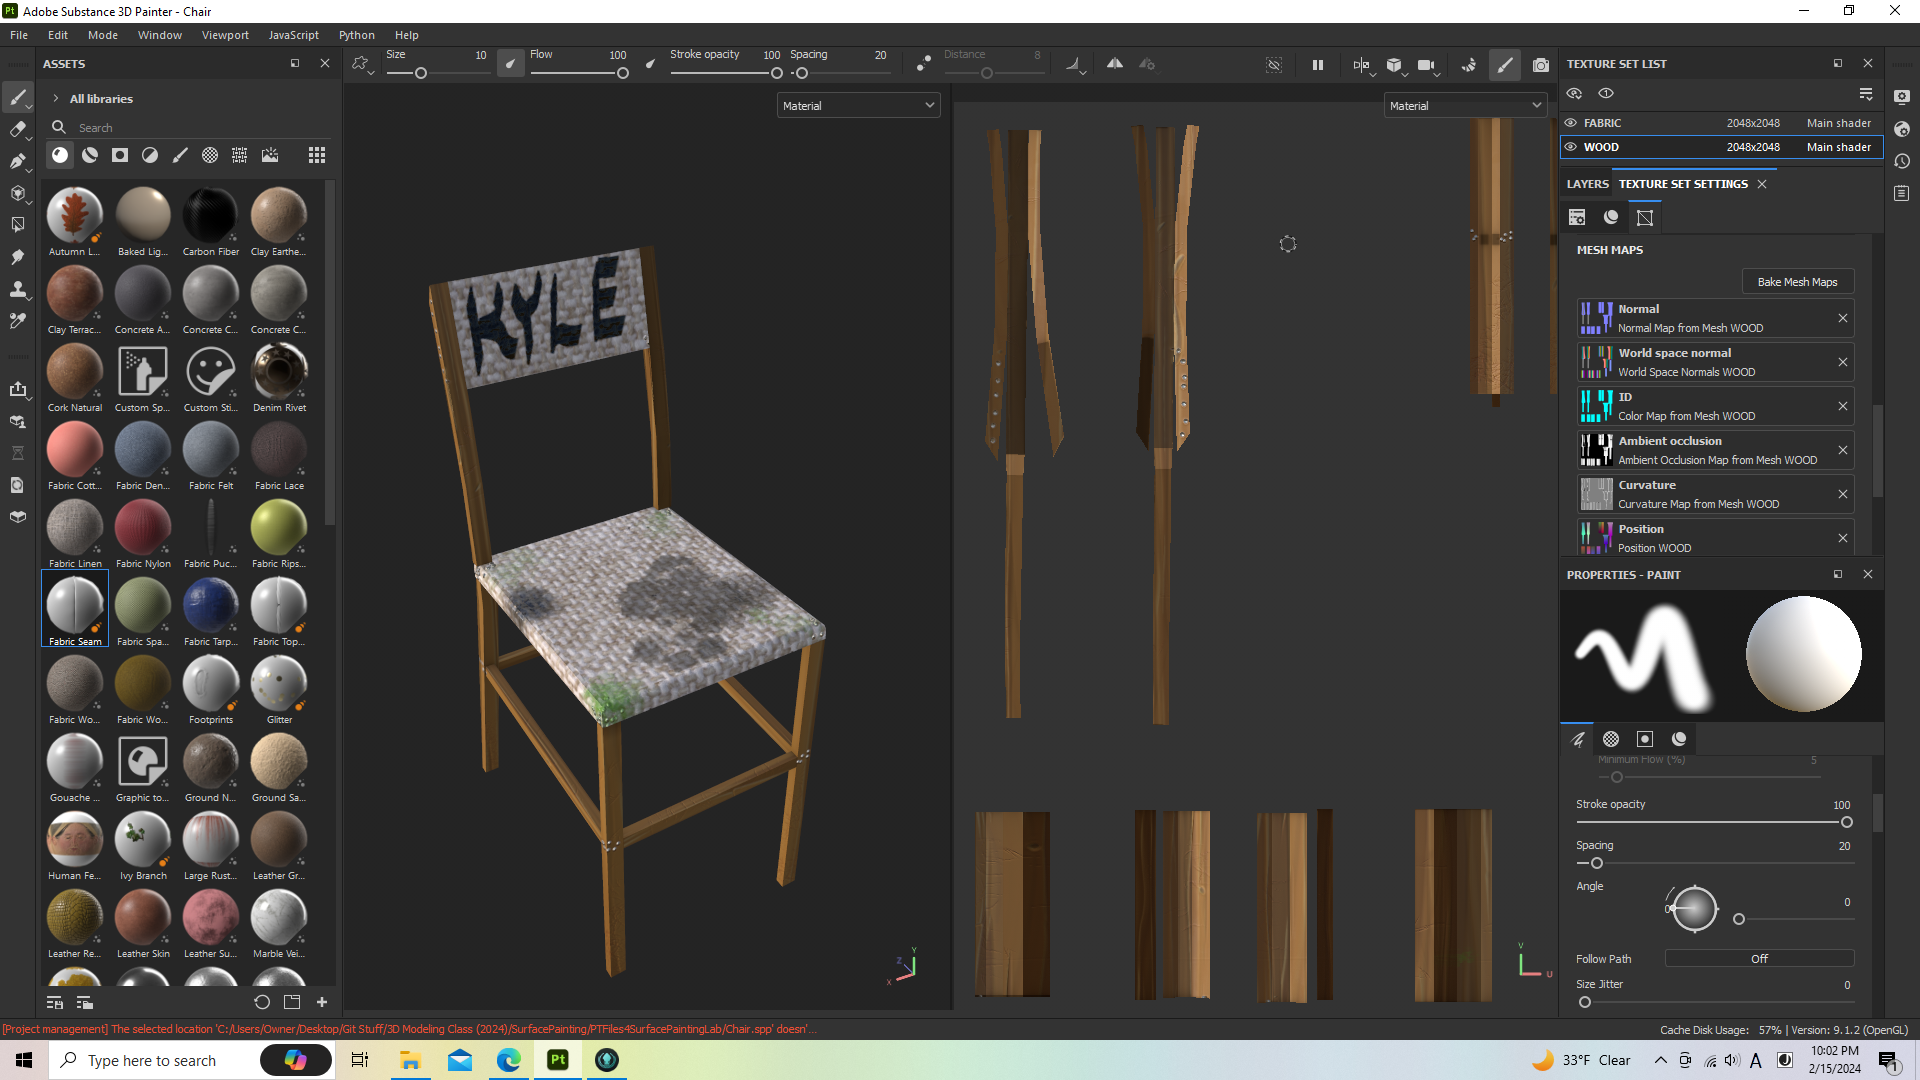 Adobe Substance 3D Painter - Chair
File Edit Mode Window Viewport JavaScript Python Help
ASSETS
All libraries
Search
Autumn L... Baked Lig... Carbon Fiber Clay Earthe...
Clay Terrac... Concrete A... Concrete C... Concrete C...
Cork Natural Custom Sp... Custom Sti... Denim Rivet
Fabric Cott... Fabric Den... Fabric Felt Fabric Lace
Fabric Linen Fabric Nylon Fabric Puc... Fabric Rips...
Fabric Seam Fabric Spa... Fabric Tarp... Fabric Top...
Fabric Wo... Fabric Wo... Footprints Glitter
Gouache ... Graphic to... Ground N... Ground Sa...
Human Fe... Ivy Branch Large Rust... Leather Gr...
Leather Re... Leather Skin Leather Su... Marble Vei...
Size 10 Flow 100 Stroke opacity 100 Spacing 20 Distance 8
Material
Material
KYLE
Y
Z
X
V
U
TEXTURE SET LIST
FABRIC 2048x2048 Main shader
WOOD 2048x2048 Main shader
LAYERS TEXTURE SET SETTINGS
MESH MAPS
Bake Mesh Maps
Normal
Normal Map from Mesh WOOD
World space normal
World Space Normals WOOD
ID
Color Map from Mesh WOOD
Ambient occlusion
Ambient Occlusion Map from Mesh WOOD
Curvature
Curvature Map from Mesh WOOD
Position
Position WOOD
PROPERTIES - PAINT
Minimum Flow (%) 5
Stroke opacity 100
Spacing 20
Angle 0 0
Follow Path Off
Size Jitter 0
[Project management] The selected location 'C:/Users/Owner/Desktop/Git Stuff/3D Modeling Class (2024)/SurfacePainting/PTFiles4SurfacePaintingLab/Chair.spp' doesn'...
Cache Disk Usage: 57% | Version: 9.1.2 (OpenGL)
Type here to search
Pt
33°F Clear
10:02 PM
2/15/2024
1